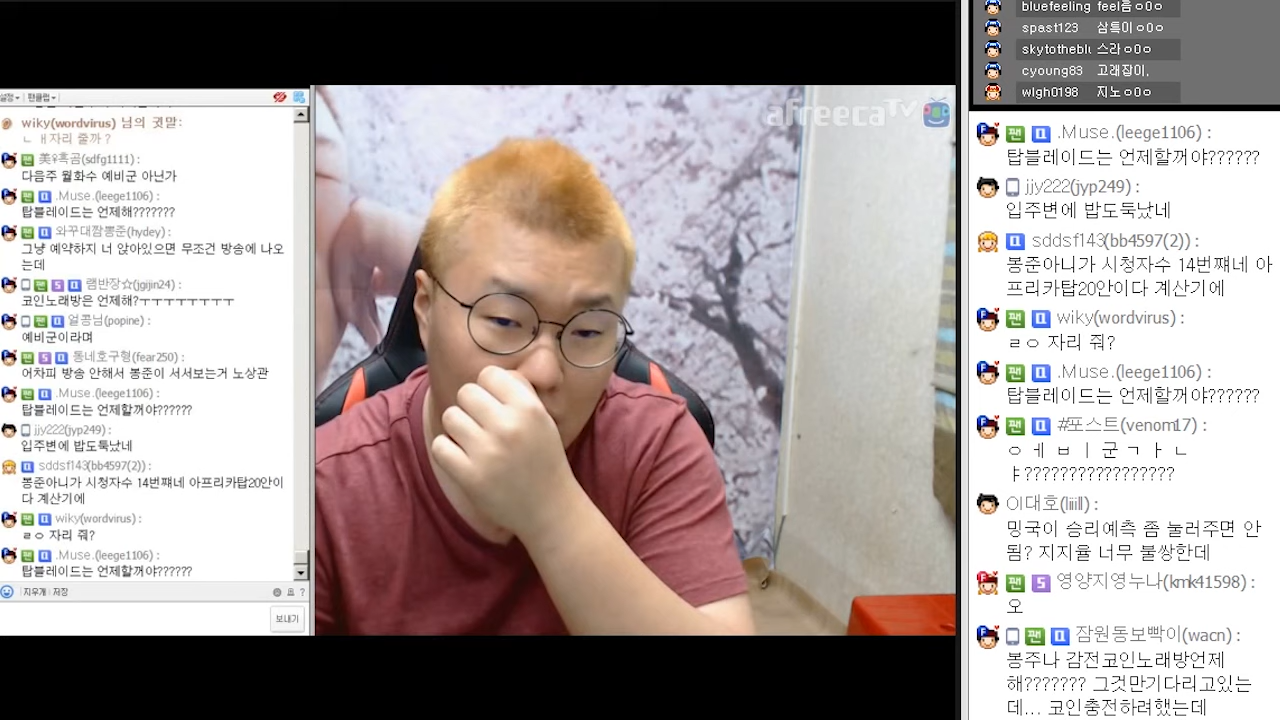 설정▾ 팬클럽▾
wiky(wordvirus) 님의 귓말:
ㄴ ㅐ자리 줄까 ?
美♀흑곰(sdfg1111) :
다음주 월화수 예비군 아닌가
.Muse.(leege1106) :
탑블레이드는 언제해???????
와꾸대짬뽕준(hydey) :
그냥 예약하지 너 앉아있으면 무조건 방송에 나오
는데
램반장☆(jgijin24) :
코인노래방은 언제해?ㅜㅜㅜㅜㅜㅜㅜㅜ
얼콩님(popine) :
예비군이라며
동네호구형(fear250) :
어차피 방송 안해서 봉준이 서서보는거 노상관
.Muse.(leege1106) :
탑블레이드는 언제할꺼야??????
jjy222(jyp249) :
입주변에 밥도둑났네
sddsf143(bb4597(2)) :
봉준아니가 시청자수 14번째네 아프리카탑20안이
다 계산기에
wiky(wordvirus) :
ㄹㅇ 자리 줘?
.Muse.(leege1106) :
탑블레이드는 언제할꺼야??????
지우개 저장
보내기
afreecaTV
bluefeeling feel흠ㅇ0ㅇ
spast123 삼특이ㅇ0ㅇ
skytotheblu 스라ㅇ0ㅇ
cyoung83 고래잡이,
wlgh0198 지노ㅇ0ㅇ
.Muse.(leege1106) :
탑블레이드는 언제할꺼야??????
jjy222(jyp249) :
입주변에 밥도둑났네
sddsf143(bb4597(2)) :
봉준아니가 시청자수 14번째네 아
프리카탑20안이다 계산기에
wiky(wordvirus) :
ㄹㅇ 자리 줘?
.Muse.(leege1106) :
탑블레이드는 언제할꺼야??????
#포스트(venom17) :
ㅇ ㅔ ㅂ ㅣ 군 ㄱ ㅏ ㄴ
ㅑ?????????????????
이대호(liiill) :
밍국이 승리예측 좀 눌러주면 안
됨? 지지율 너무 불쌍한데
영양지영누나(kmk41598) :
오
잠원동보빡이(wacn) :
봉주나 감전코인노래방언제
해??????? 그것만기다리고있는
데... 코인충전하려했는데